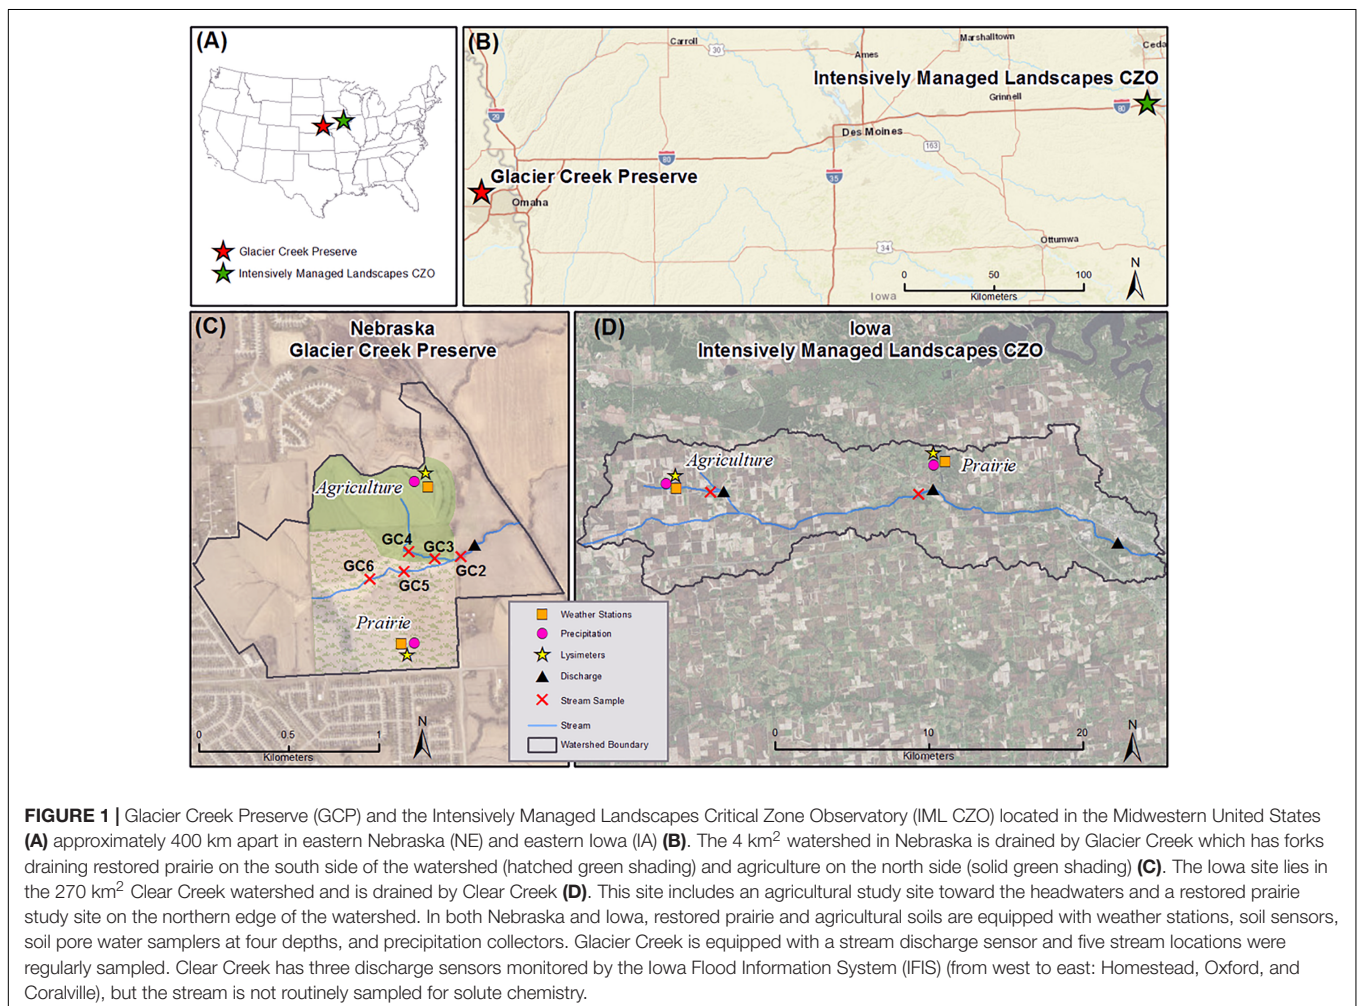 (A)
Glacier Creek Preserve
Intensively Managed Landscapes CZO
(B)
Carroll
30
Marshalltown
Ceda
Ames
Intensively Managed Landscapes CZO
Grinnell
29
80
Des Moines
163
80
35
Glacier Creek Preserve
Omaha
34
Ottumwa
0 50 100
Kilometers
Iowa
N
(C)
Nebraska
Glacier Creek Preserve
Agriculture
GC4
GC3
GC2
GC6
GC5
Prairie
0 0.5 1
Kilometers
N
(D)
Iowa
Intensively Managed Landscapes CZO
Agriculture
Prairie
Weather Stations
Precipitation
Lysimeters
Discharge
Stream Sample
Stream
Watershed Boundary
0 10 20
Kilometers
N
FIGURE 1 | Glacier Creek Preserve (GCP) and the Intensively Managed Landscapes Critical Zone Observatory (IML CZO) located in the Midwestern United States
(A) approximately 400 km apart in eastern Nebraska (NE) and eastern Iowa (IA) (B). The 4 km² watershed in Nebraska is drained by Glacier Creek which has forks
draining restored prairie on the south side of the watershed (hatched green shading) and agriculture on the north side (solid green shading) (C). The Iowa site lies in
the 270 km² Clear Creek watershed and is drained by Clear Creek (D). This site includes an agricultural study site toward the headwaters and a restored prairie
study site on the northern edge of the watershed. In both Nebraska and Iowa, restored prairie and agricultural soils are equipped with weather stations, soil sensors,
soil pore water samplers at four depths, and precipitation collectors. Glacier Creek is equipped with a stream discharge sensor and five stream locations were
regularly sampled. Clear Creek has three discharge sensors monitored by the Iowa Flood Information System (IFIS) (from west to east: Homestead, Oxford, and
Coralville), but the stream is not routinely sampled for solute chemistry.